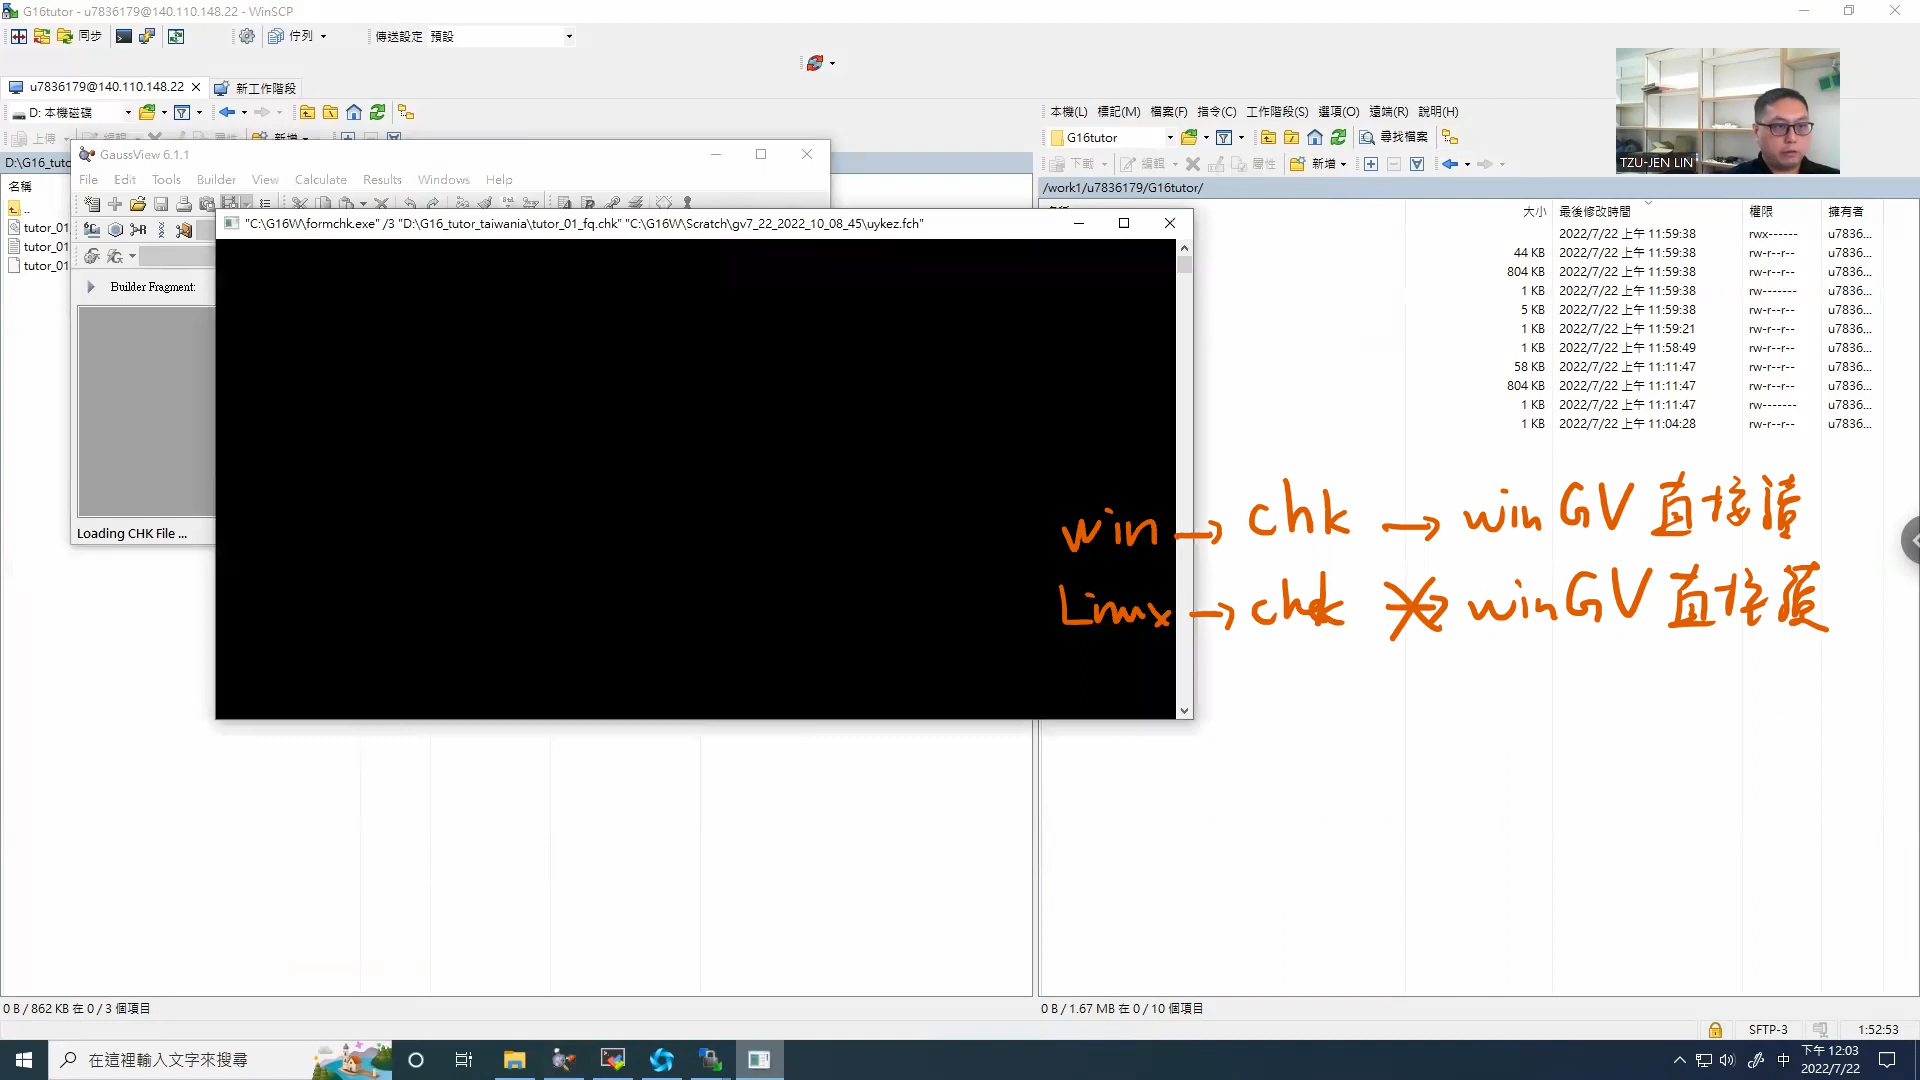 G16tutor - u7836179@140.110.148.22 - WinSCP
同步
佇列
傳送設定 預設
u7836179@140.110.148.22
新工作階段
D: 本機磁碟
上傳
D:\G16_tuto
名稱
..
tutor_01
tutor_01
tutor_01
GaussView 6.1.1
File Edit Tools Builder View Calculate Results Windows Help
Builder Fragment:
Loading CHK File ...
"C:\G16W\formchk.exe" /3 "D:\G16_tutor_taiwania\tutor_01_fq.chk" "C:\G16W\Scratch\gv7_22_2022_10_08_45\uykez.fch"
本機(L) 標記(M) 檔案(F) 指令(C) 工作階段(S) 選項(O) 遠端(R) 說明(H)
G16tutor
尋找檔案
下載 編輯 屬性 新增
/work1/u7836179/G16tutor/
大小 最後修改時間 權限 擁有者
2022/7/22 上午 11:59:38 rwx------ u7836...
44 KB 2022/7/22 上午 11:59:38 rw-r--r-- u7836...
804 KB 2022/7/22 上午 11:59:38 rw-r--r-- u7836...
1 KB 2022/7/22 上午 11:59:38 rw------- u7836...
5 KB 2022/7/22 上午 11:59:38 rw-r--r-- u7836...
1 KB 2022/7/22 上午 11:59:21 rw-r--r-- u7836...
1 KB 2022/7/22 上午 11:58:49 rw-r--r-- u7836...
58 KB 2022/7/22 上午 11:11:47 rw-r--r-- u7836...
804 KB 2022/7/22 上午 11:11:47 rw-r--r-- u7836...
1 KB 2022/7/22 上午 11:11:47 rw------- u7836...
1 KB 2022/7/22 上午 11:04:28 rw-r--r-- u7836...
TZU-JEN LIN
win → chk → win GV 直接讀
Linux → chk win GV 直接讀
0 B / 862 KB 在 0 / 3 個項目
0 B / 1.67 MB 在 0 / 10 個項目
SFTP-3
1:52:53
在這裡輸入文字來搜尋
中
下午 12:03
2022/7/22